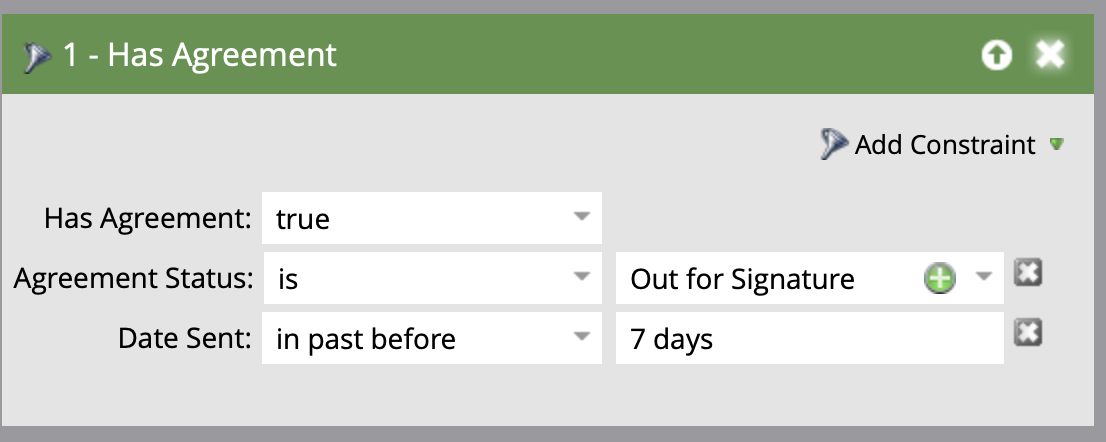 1 - Has Agreement
Add Constraint
Has Agreement: true
Agreement Status: is Out for Signature
Date Sent: in past before 7 days